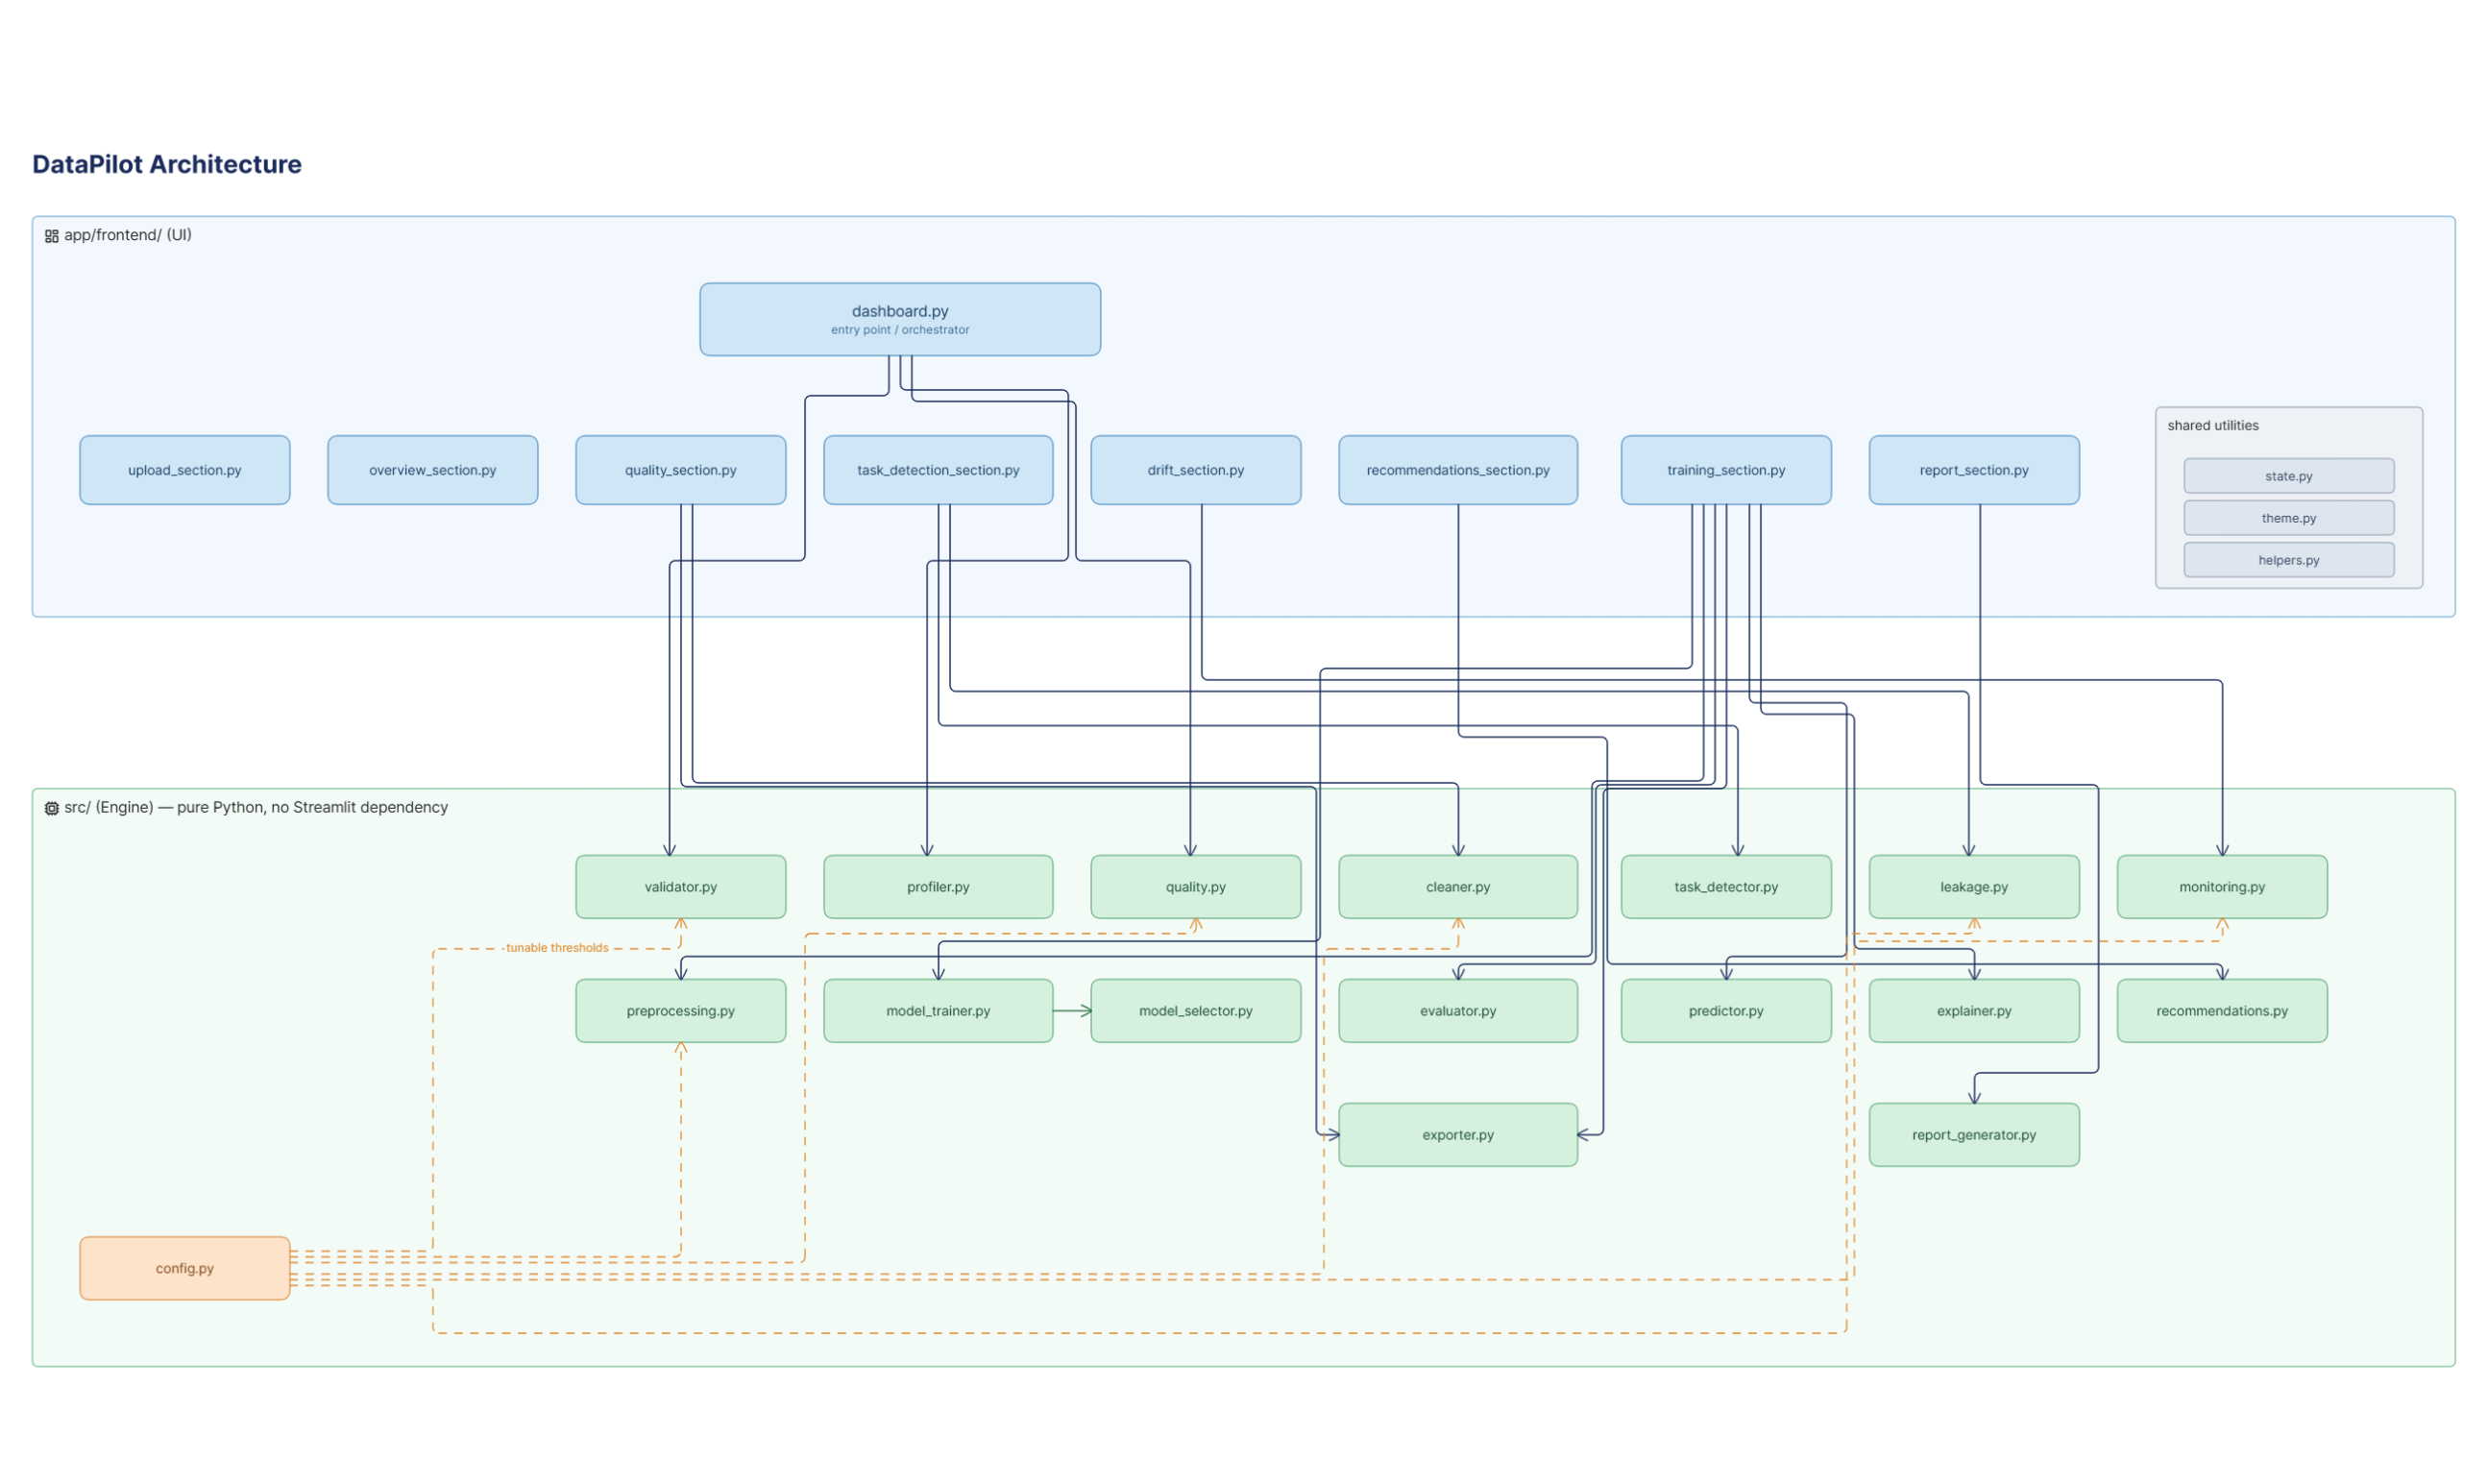 DataPilot Architecture
app/frontend/ (UI)
dashboard.py
entry point / orchestrator
upload_section.py
overview_section.py
quality_section.py
task_detection_section.py
drift_section.py
recommendations_section.py
training_section.py
report_section.py
shared utilities
state.py
theme.py
helpers.py
src/ (Engine) — pure Python, no Streamlit dependency
validator.py
profiler.py
quality.py
cleaner.py
task_detector.py
leakage.py
monitoring.py
tunable thresholds
preprocessing.py
model_trainer.py
model_selector.py
evaluator.py
predictor.py
explainer.py
recommendations.py
exporter.py
report_generator.py
config.py